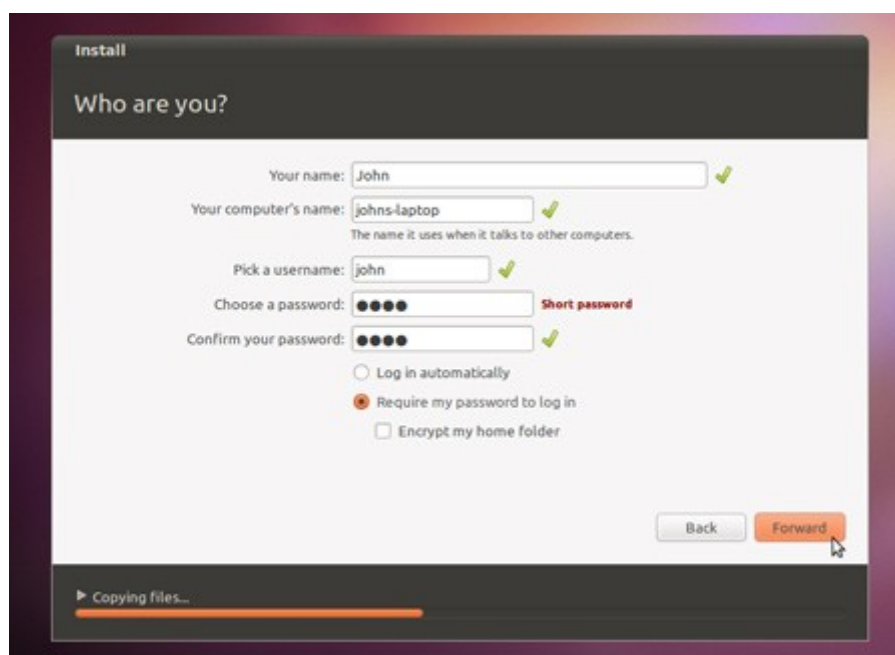 Install
Who are you?
Your name: John
Your computer's name: johns-laptop
The name it uses when it talks to other computers.
Pick a username: john
Choose a password: ●●●● Short password
Confirm your password: ●●●●
Log in automatically
Require my password to log in
Encrypt my home folder
Back Forward
Copying files...